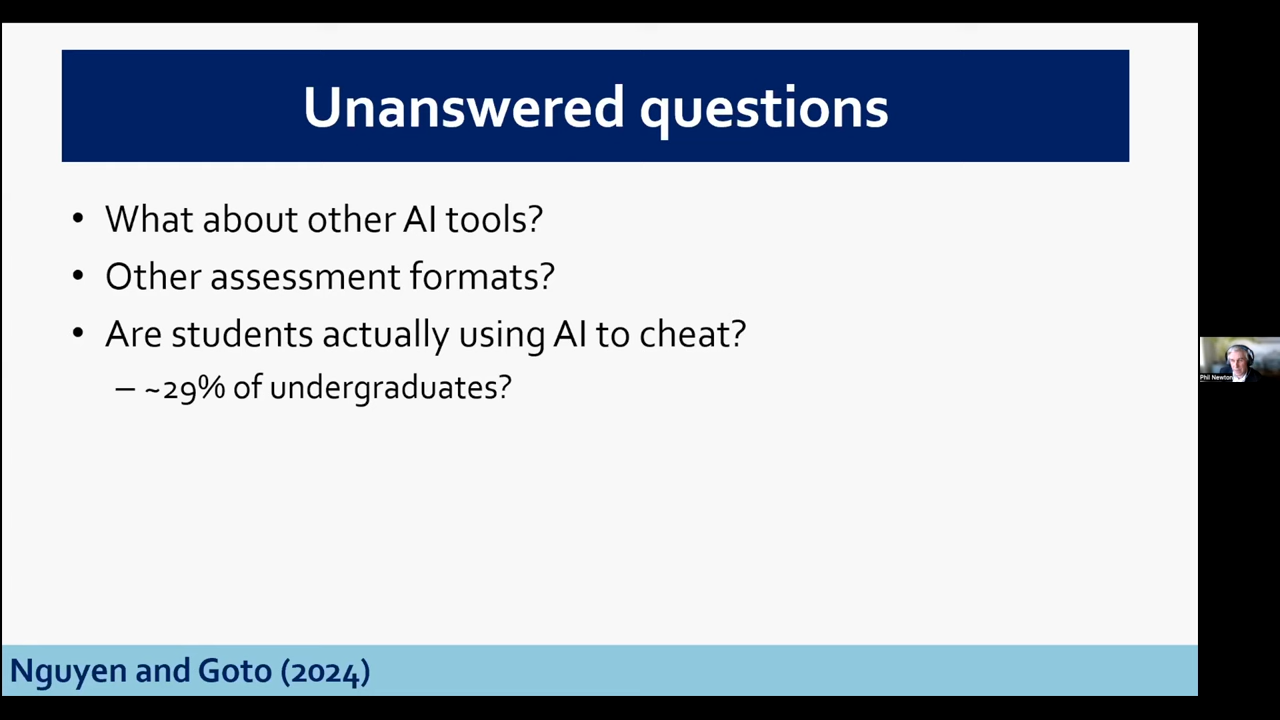 Unanswered questions
• What about other AI tools?
• Other assessment formats?
• Are students actually using AI to cheat?
– ~29% of undergraduates?
Phil Newton
Nguyen and Goto (2024)